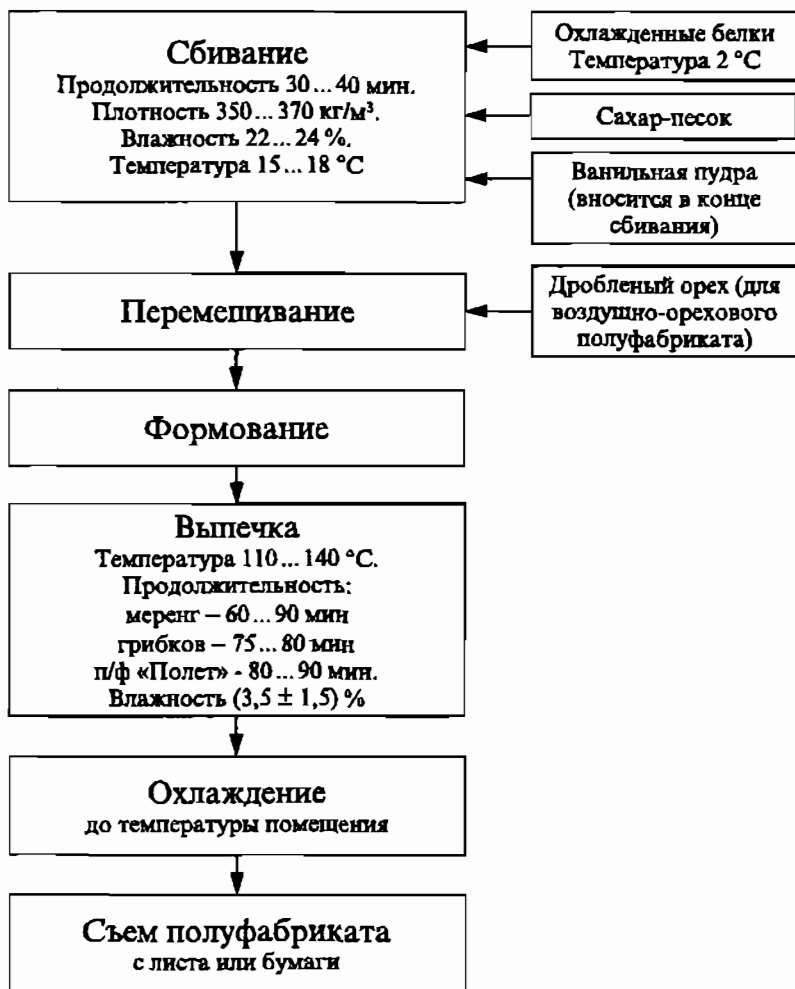 Сбивание
Продолжительность 30... 40 мин.
Плотность 350... 370 кг/м³.
Влажность 22... 24 %.
Температура 15... 18 °С
Охлажденные белки
Температура 2 °С
Сахар-песок
Ванильная пудра
(вносится в конце
сбивания)
Перемешивание
Дробленый орех (для
воздушно-орехового
полуфабриката)
Формование
Выпечка
Температура 110... 140 °С.
Продолжительность:
меренг – 60... 90 мин
грибков – 75... 80 мин
п/ф «Полет» - 80... 90 мин.
Влажность (3,5 ± 1,5) %
Охлаждение
до температуры помещения
Съем полуфабриката
с листа или бумаги